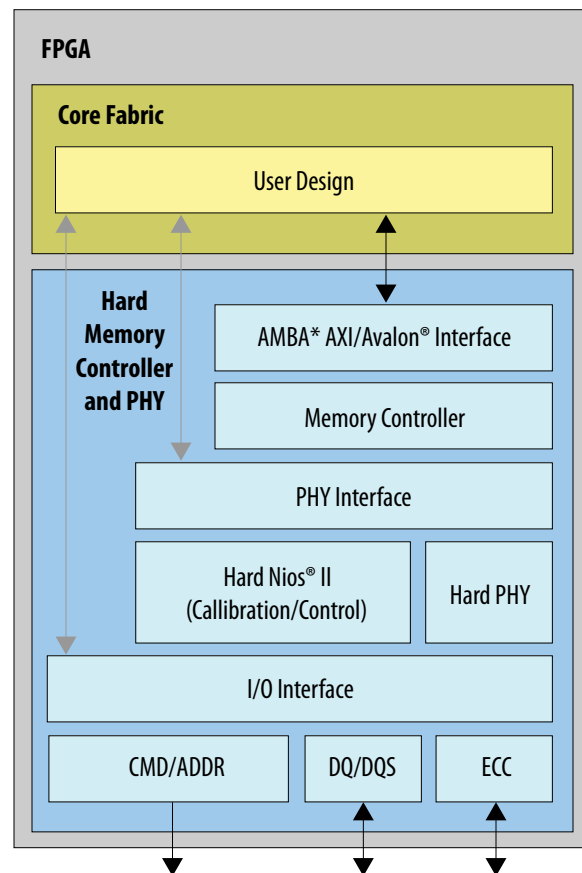 FPGA
Core Fabric
User Design
Hard
Memory
Controller
and PHY
AMBA* AXI/Avalon® Interface
Memory Controller
PHY Interface
Hard Nios® II
(Callibration/Control)
Hard PHY
I/O Interface
CMD/ADDR
DQ/DQS
ECC